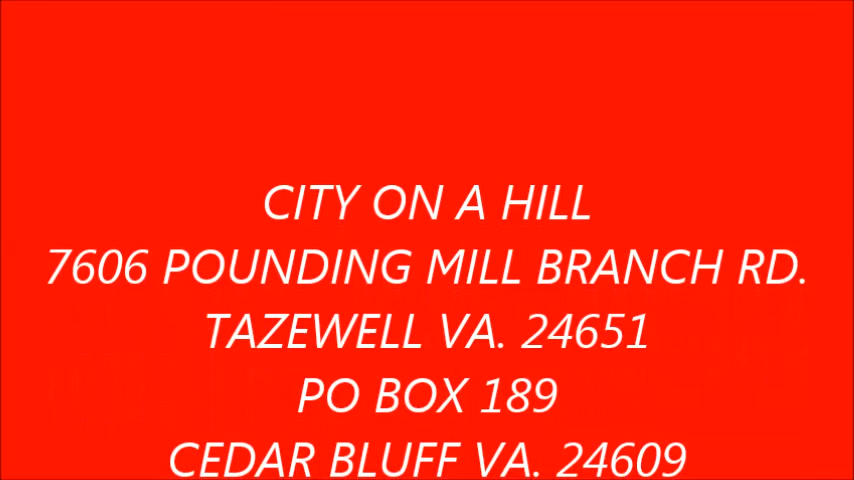 CITY ON A HILL
7606 POUNDING MILL BRANCH RD.
TAZEWELL VA. 24651
PO BOX 189
CEDAR BLUFF VA. 24609